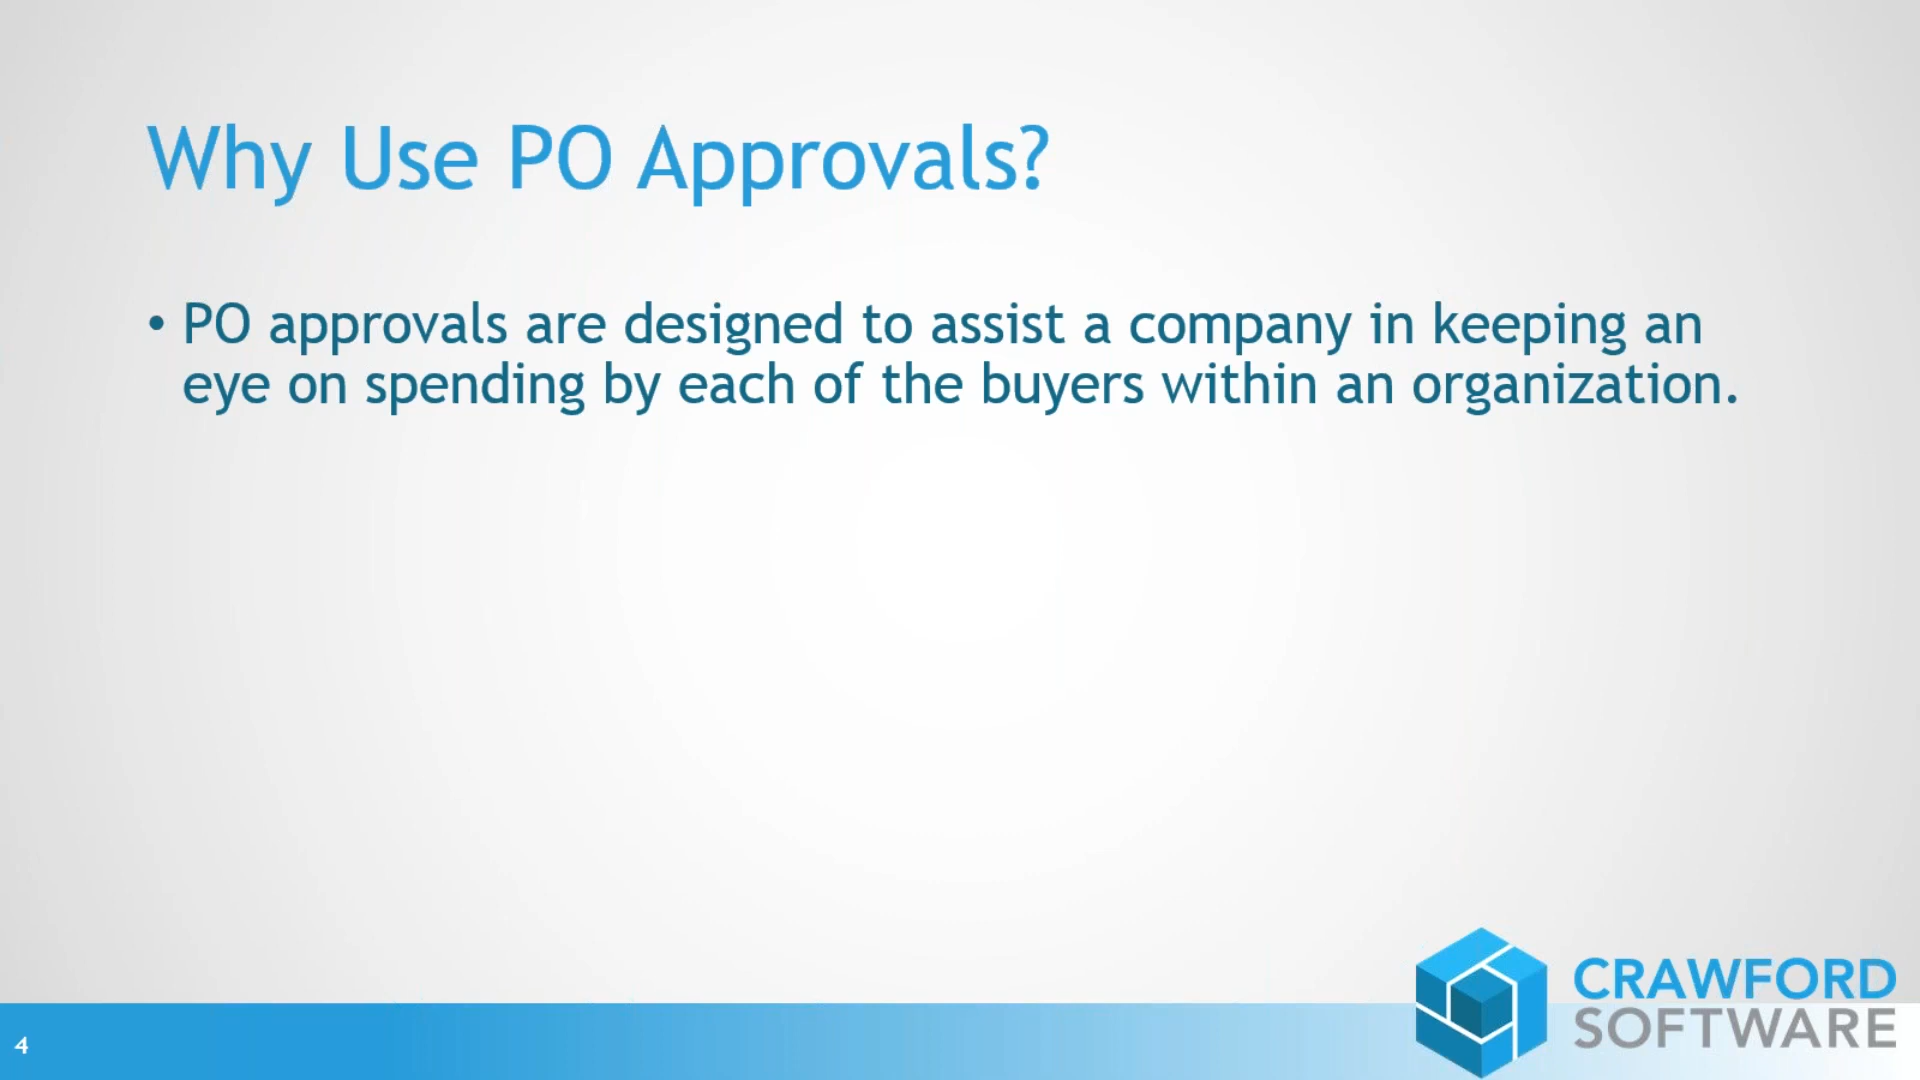 Why Use PO Approvals?
• PO approvals are designed to assist a company in keeping an
eye on spending by each of the buyers within an organization.
4
CRAWFORD
SOFTWARE